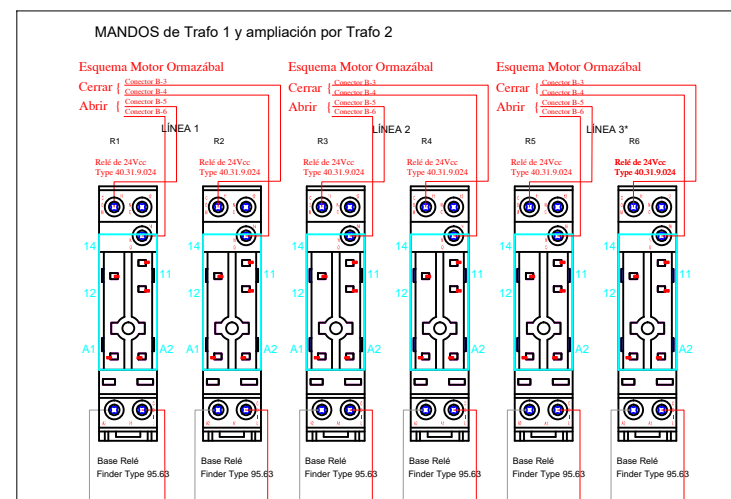 MANDOS de Trafo 1 y ampliación por Trafo 2
Esquema Motor Ormazábal Esquema Motor Ormazábal Esquema Motor Ormazábal
Cerrar { Conector B-3 Cerrar { Conector B-3 Cerrar { Conector B-3
Conector B-4 Conector B-4 Conector B-4
Abrir { Conector B-5 Abrir { Conector B-5 Abrir { Conector B-5
Conector B-6 Conector B-6 Conector B-6
LÍNEA 1 LÍNEA 2 LÍNEA 3*
R1 R2 R3 R4 R5 R6
Relé de 24Vcc Relé de 24Vcc Relé de 24Vcc Relé de 24Vcc Relé de 24Vcc Relé de 24Vcc
Type 40.31.9.024 Type 40.31.9.024 Type 40.31.9.024 Type 40.31.9.024 Type 40.31.9.024 Type 40.31.9.024
14 14 14 14 14 14
11 11 11 11 11 11
12 12 12 12 12 12
A1 A2 A1 A2 A1 A2 A1 A2 A1 A2 A1 A2
Base Relé Base Relé Base Relé Base Relé Base Relé Base Relé
Finder Type 95.63 Finder Type 95.63 Finder Type 95.63 Finder Type 95.63 Finder Type 95.63 Finder Type 95.63